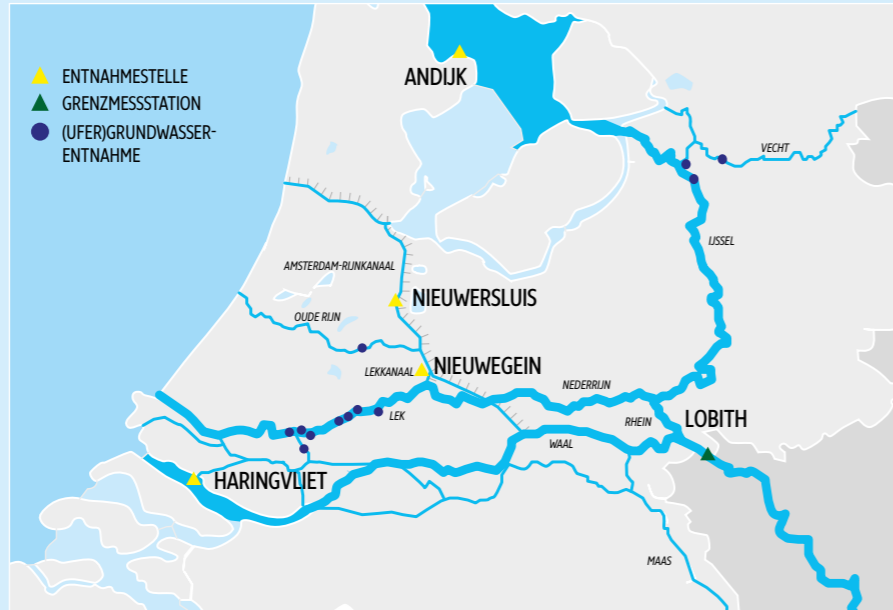 ENTNAHMESTELLE
GRENZMESSSTATION
(UFER)GRUNDWASSER-
ENTNAHME
ANDIJK
VECHT
IJSSEL
AMSTERDAM-RIJNKANAAL
NIEUWERSLUIS
OUDE RIJN
LEKKANAAL
NIEUWEGEIN
NEDERRIJN
LEK
RHEIN
LOBITH
WAAL
HARINGVLIET
MAAS